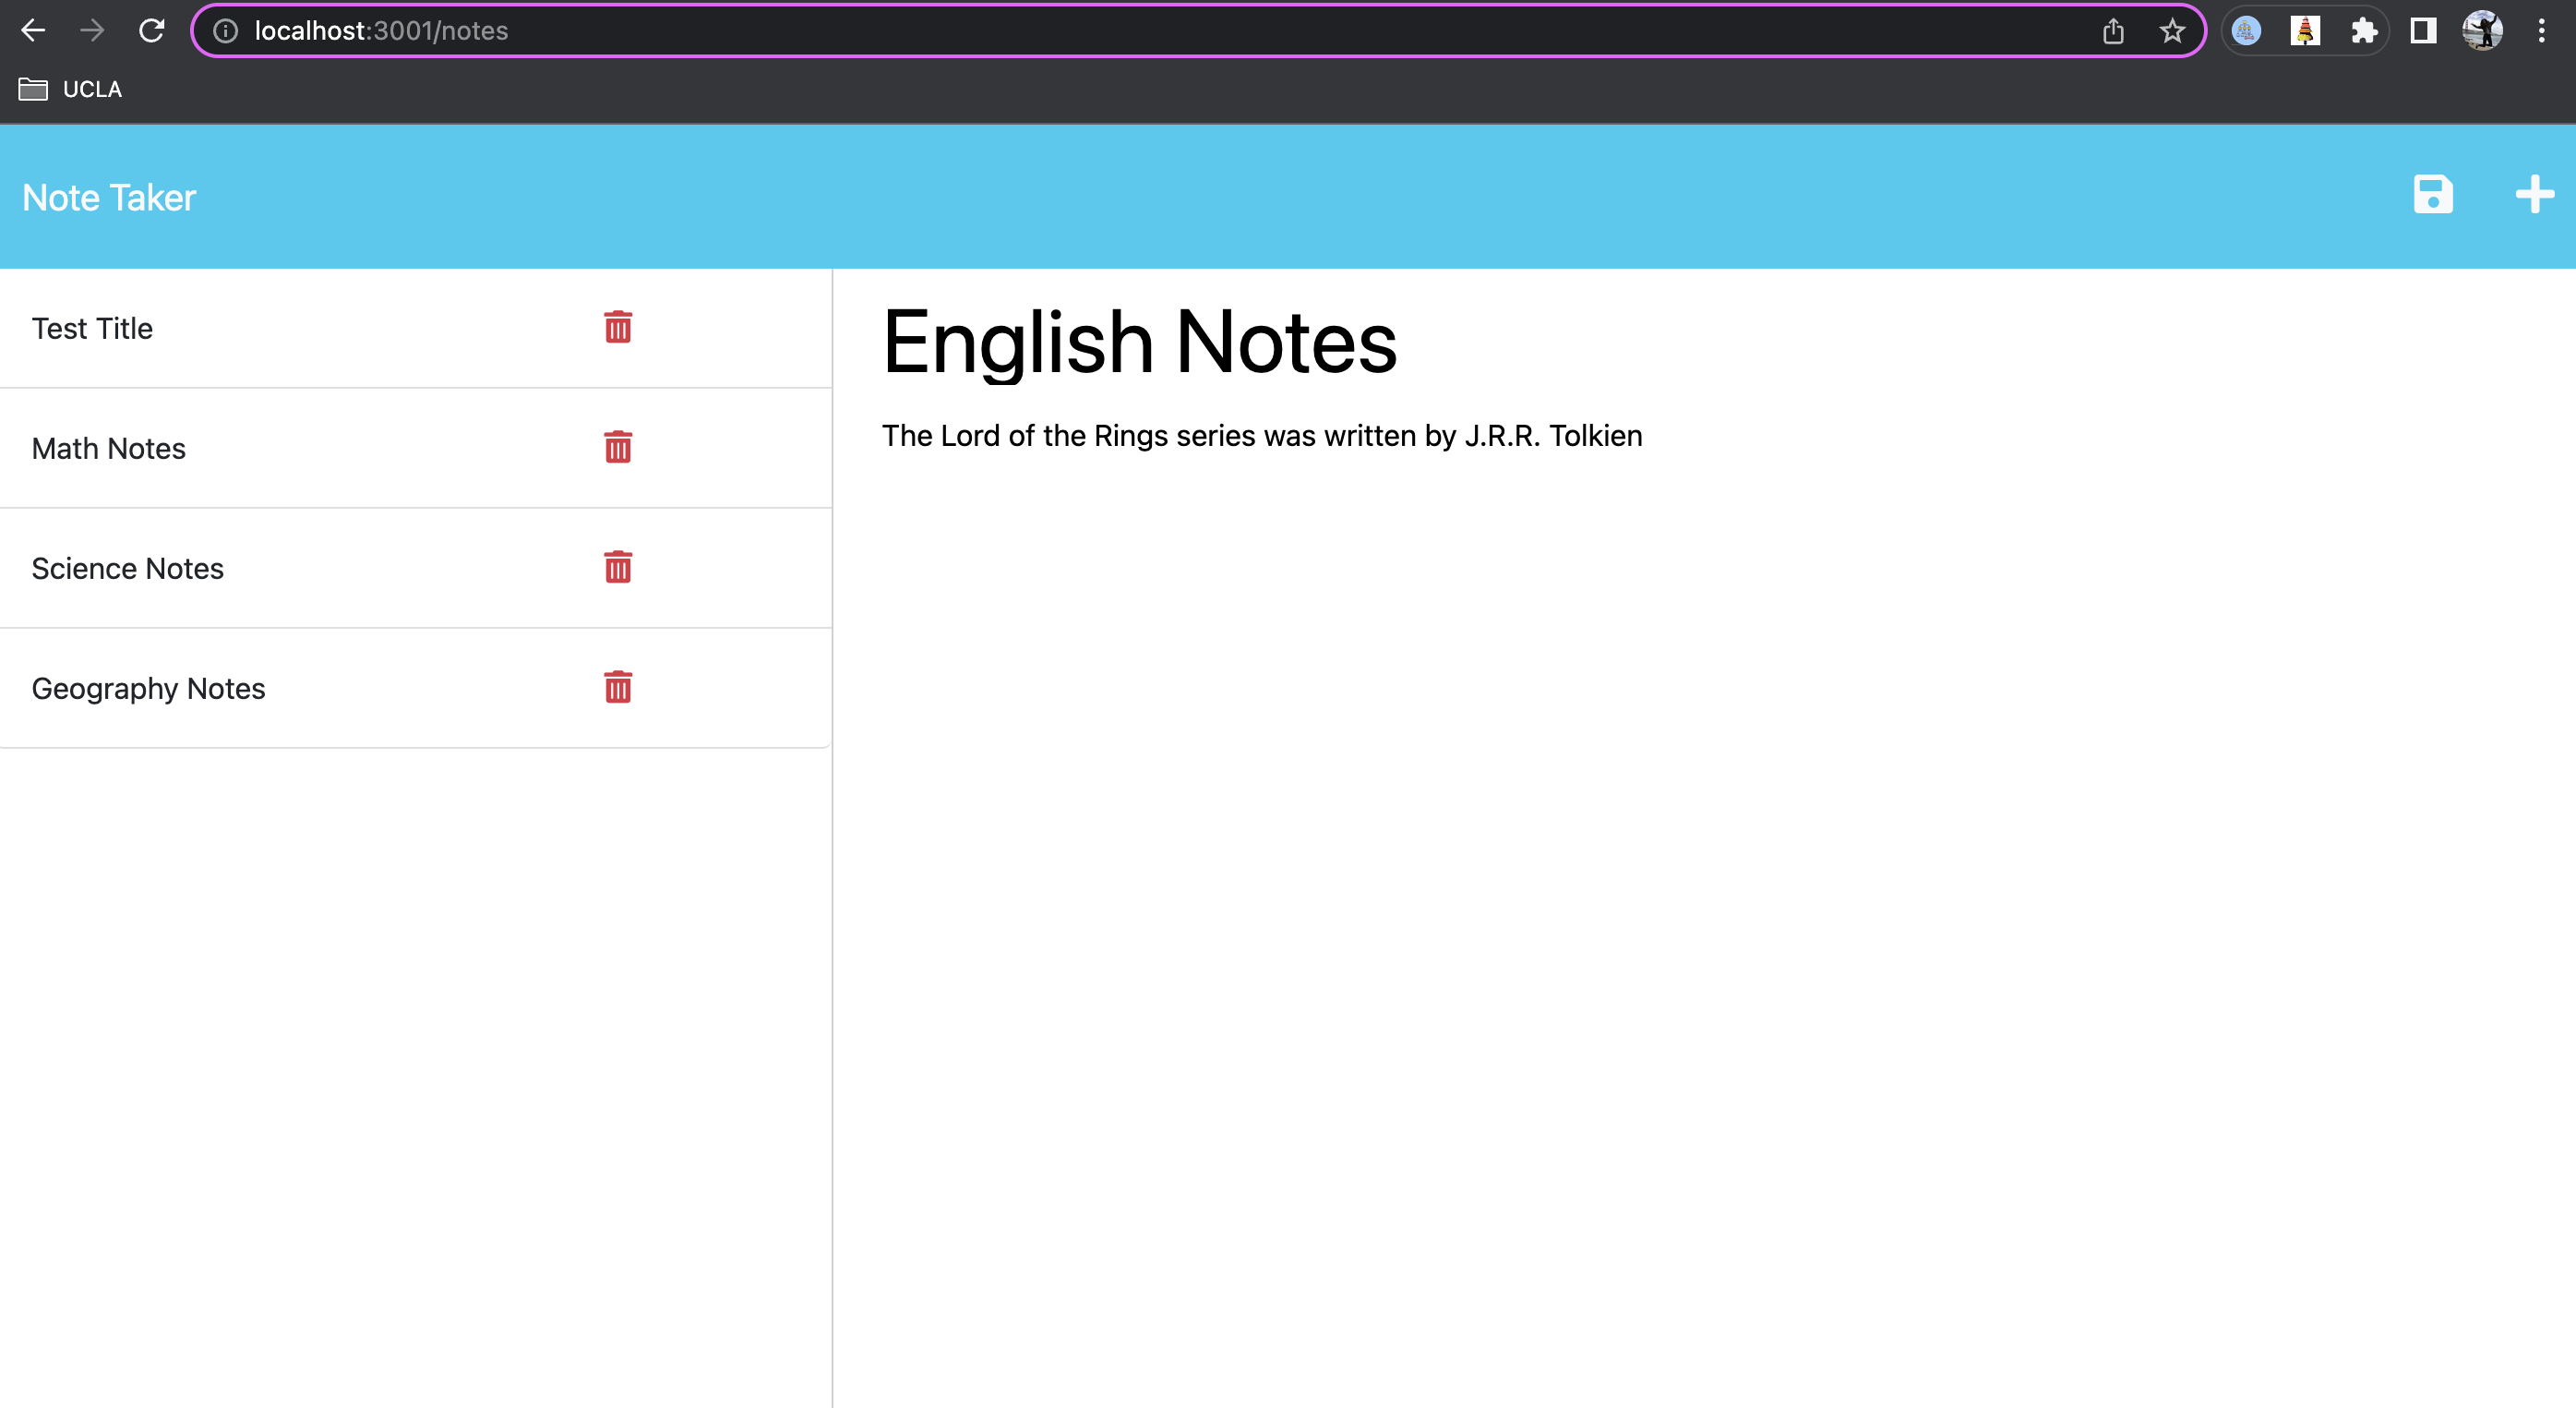 localhost:3001/notes
UCLA
Note Taker
Test Title
Math Notes
Science Notes
Geography Notes
English Notes
The Lord of the Rings series was written by J.R.R. Tolkien